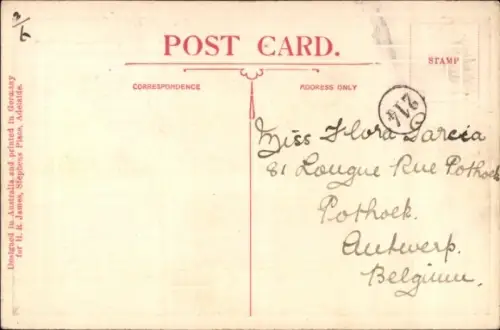 2/6
POST CARD.
STAMP
CORRESPONDENCE
ADDRESS ONLY
214
Miss Flora Garcia
81 Longue Rue Pothoek
Pothoek.
Antwerp.
Belgium.
Designed in Australia and printed in Germany
for H. R. James, Stephens Place, Adelaide.